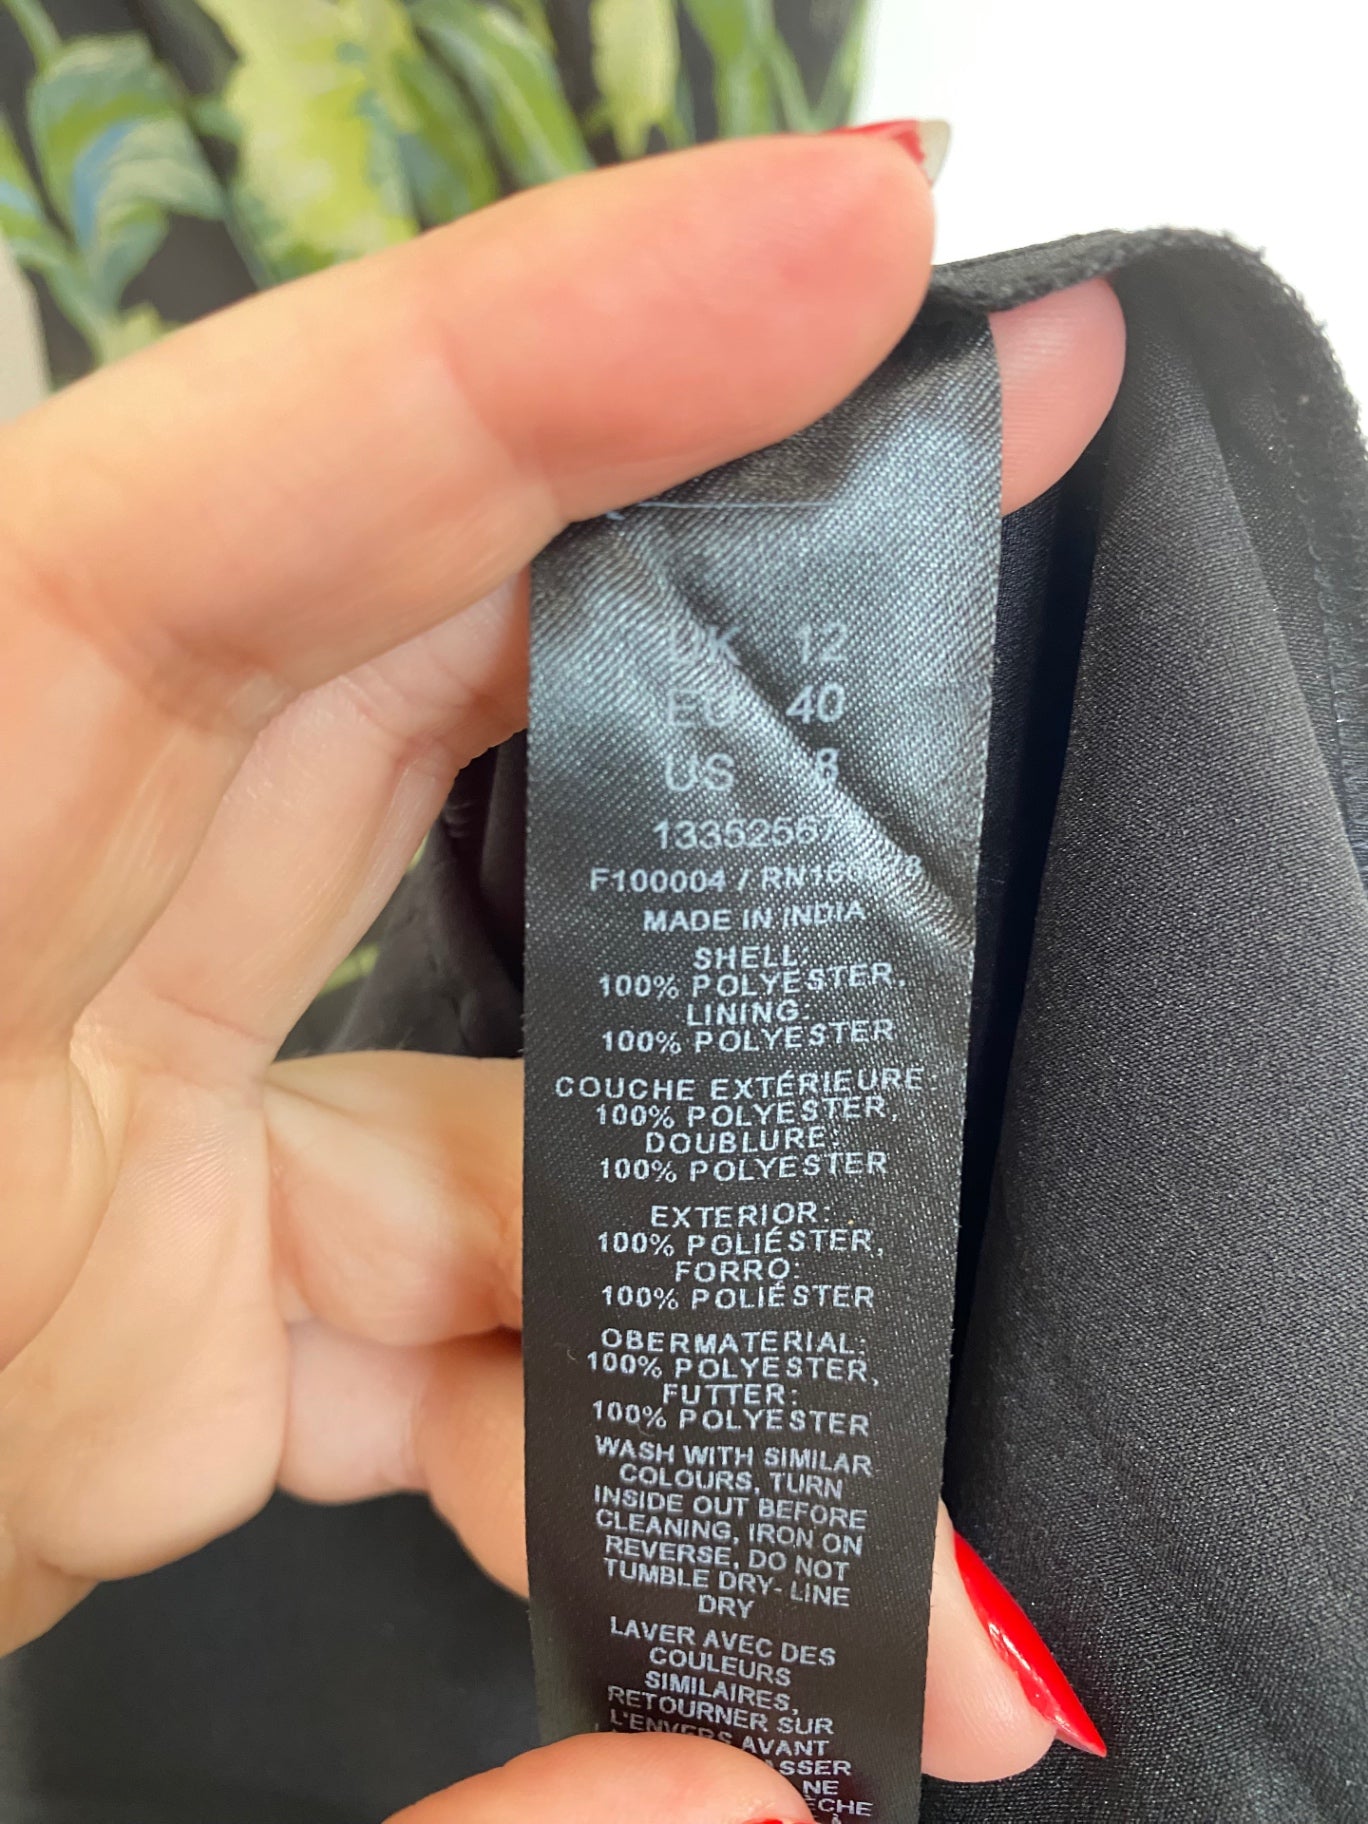 UK 12
EU 40
US 8
1335256
F100004 /
MADE IN INDIA
SHELL:
100% POLYESTER,
LINING:
100% POLYESTER
COUCHE EXTÉRIEURE:
100% POLYESTER,
DOUBLURE:
100% POLYESTER
EXTERIOR:
100% POLIÉSTER,
FORRO:
100% POLIÉSTER
OBERMATERIAL:
100% POLYESTER,
FUTTER:
100% POLYESTER
WASH WITH SIMILAR
COLOURS, TURN
INSIDE OUT BEFORE
CLEANING, IRON ON
REVERSE, DO NOT
TUMBLE DRY- LINE
DRY
LAVER AVEC DES
COULEURS
SIMILAIRES,
RETOURNER SUR
L'ENVERS AVANT
NE